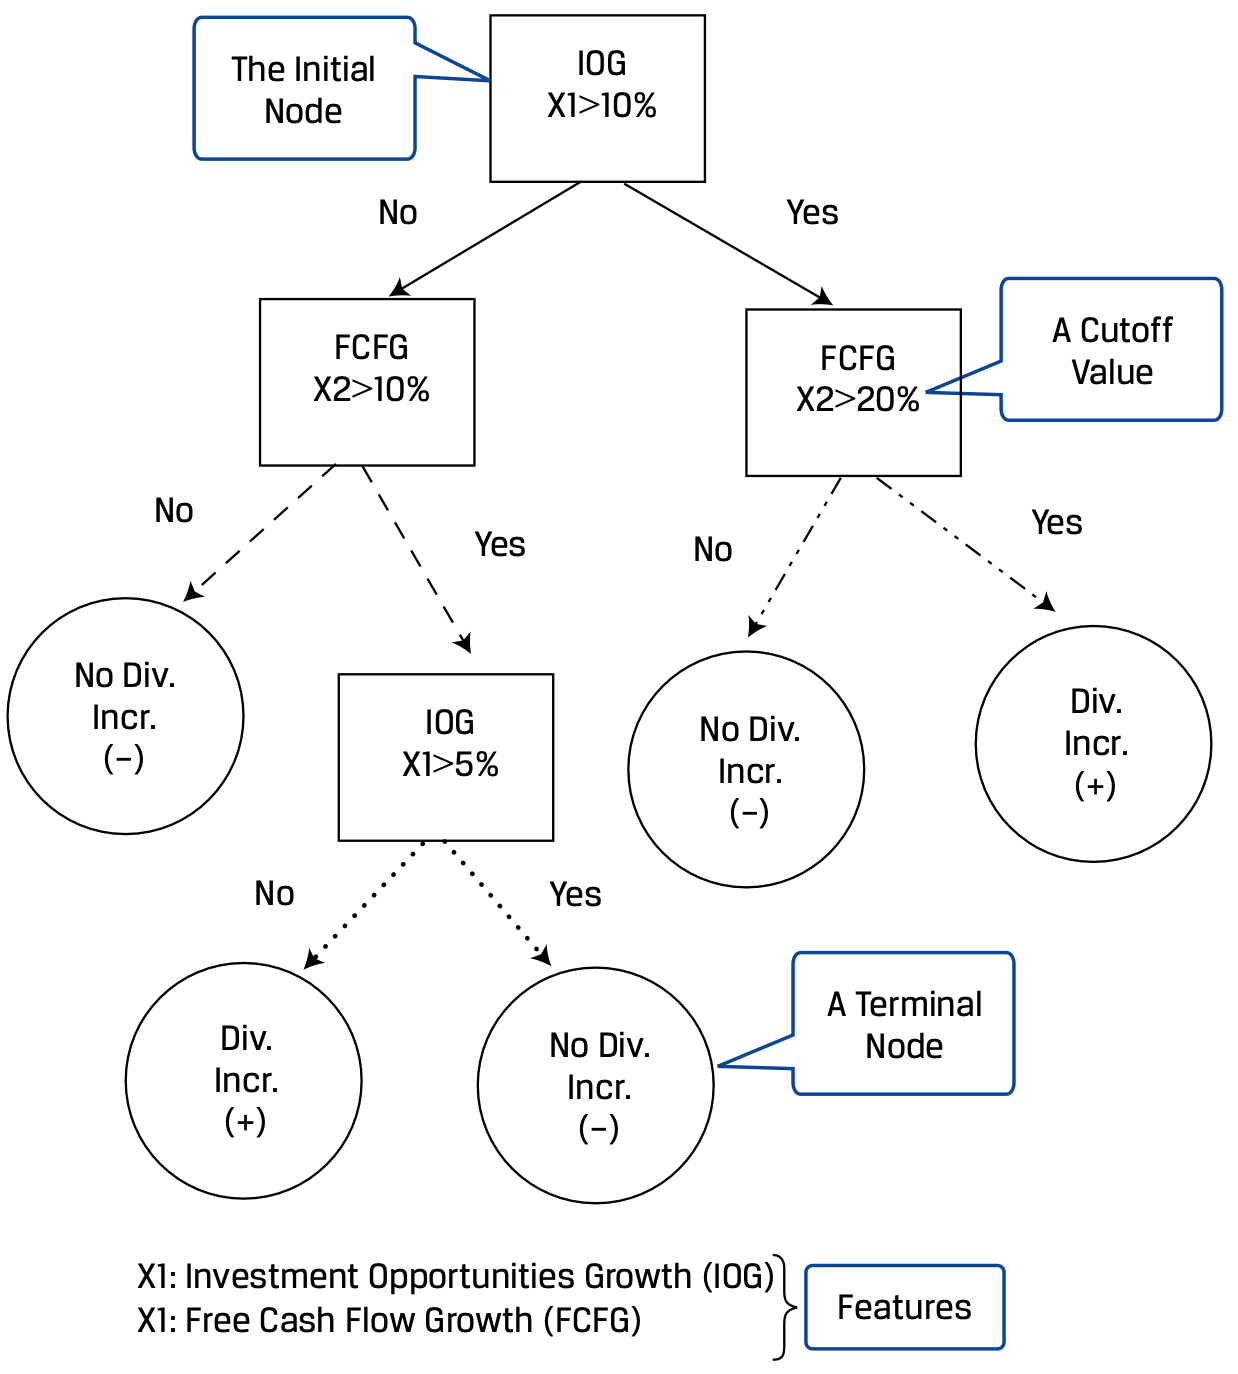 The Initial
Node
IOG
X1>10%
No
Yes
FCFG
X2>10%
FCFG
X2>20%
A Cutoff
Value
No
Yes
No
Yes
No Div.
Incr.
(–)
IOG
X1>5%
No Div.
Incr.
(–)
Div.
Incr.
(+)
No
Yes
Div.
Incr.
(+)
No Div.
Incr.
(–)
A Terminal
Node
X1: Investment Opportunities Growth (IOG)
X1: Free Cash Flow Growth (FCFG)
Features